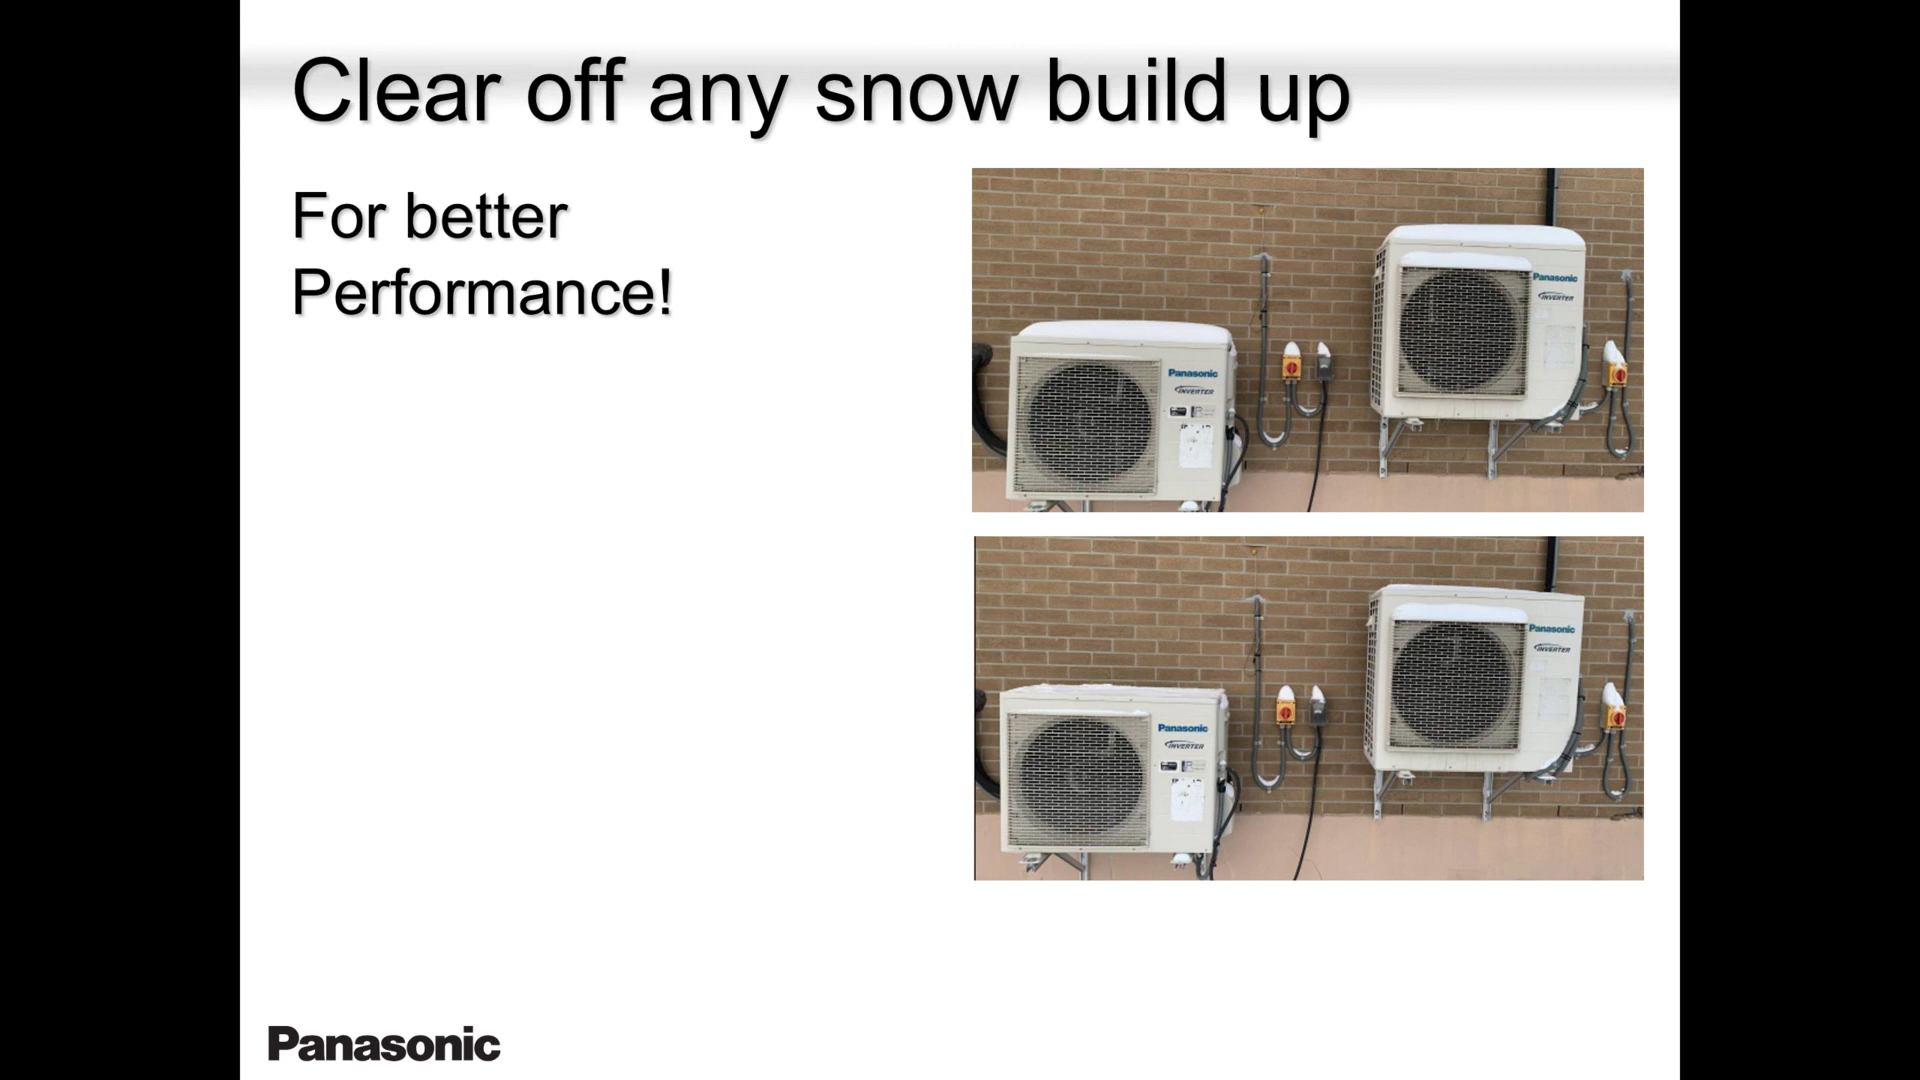 Clear off any snow build up
For better
Performance!
Panasonic
INVERTER
Panasonic
INVERTER
Panasonic
INVERTER
Panasonic
INVERTER
Panasonic